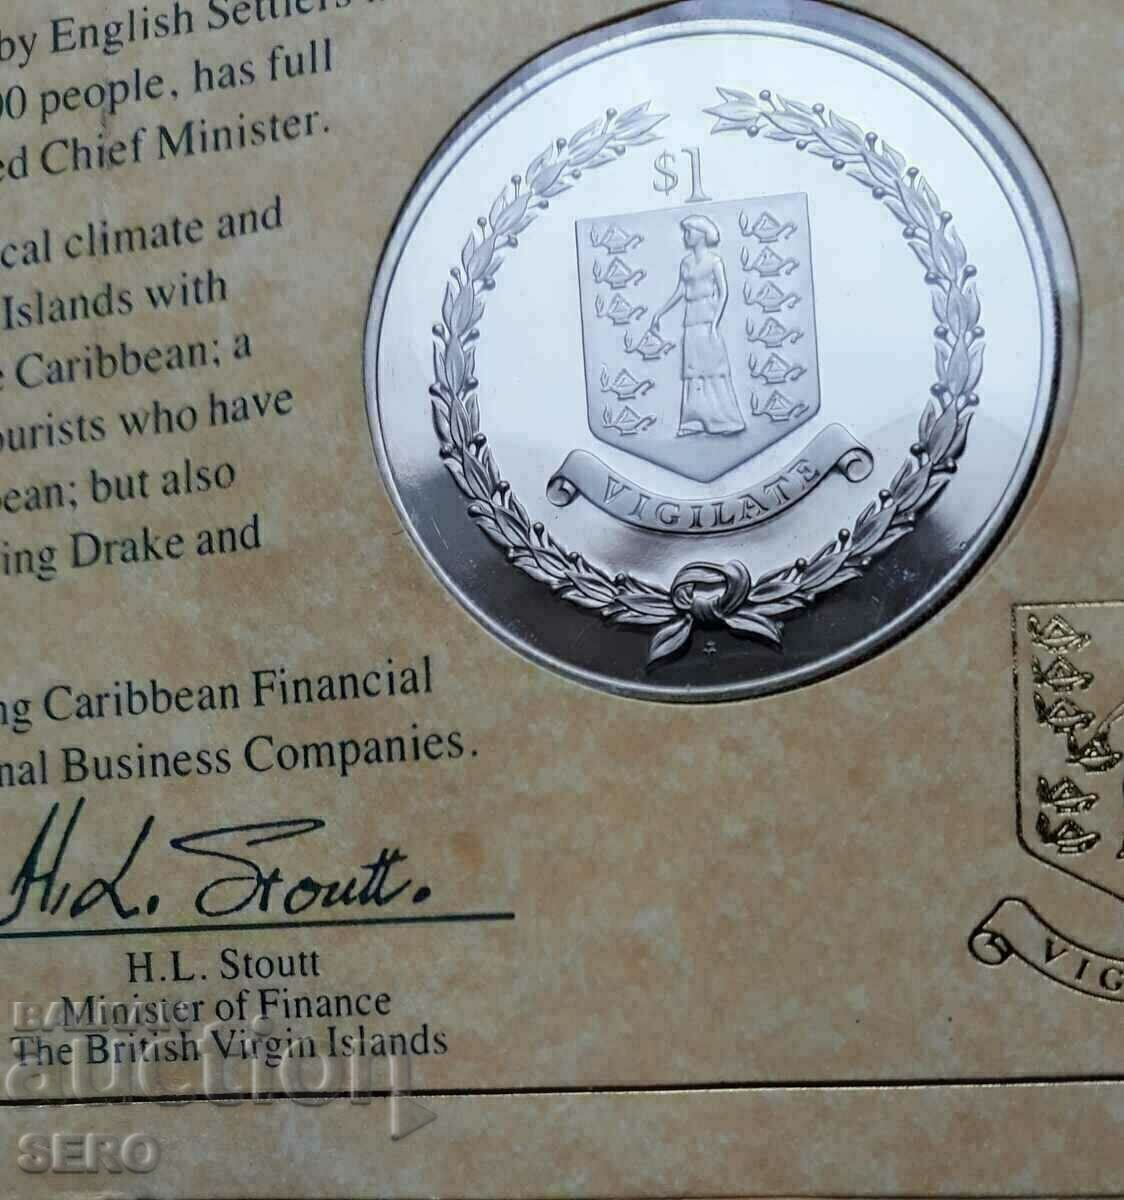 by English Settlers
00 people, has full
ed Chief Minister.
cal climate and
Islands with
e Caribbean; a
ourists who have
bean; but also
ing Drake and
ng Caribbean Financial
nal Business Companies.
H.L. Stoutt.
H.L. Stoutt
Minister of Finance
The British Virgin Islands
$1
VIGILATE
VIG
auction
SERO